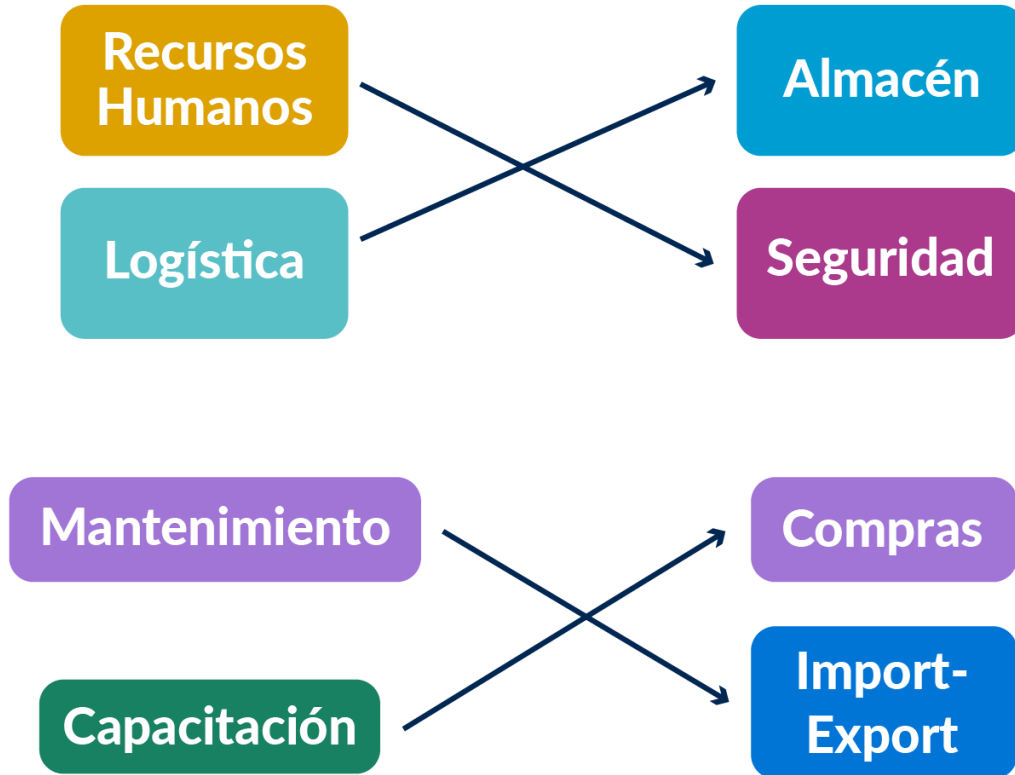 Recursos
Humanos
Almacén
Logística
Seguridad
Mantenimiento
Compras
Capacitación
Import-
Export